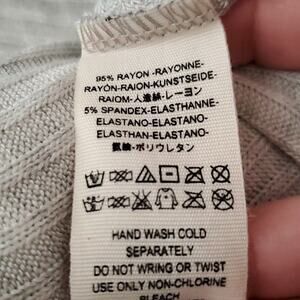 95% RAYON -RAYONNE-
RAYÓN-RAION-KUNSTSEIDE-
RAIOM-人造絲-レーヨン
5% SPANDEX-ELASTHANNE-
ELASTANO-ELASTANO-
ELASTHAN-ELASTANO-
ポリウレタン
HAND WASH COLD
SEPARATELY
DO NOT WRING OR TWIST
USE ONLY NON-CHLORINE
BLEACH